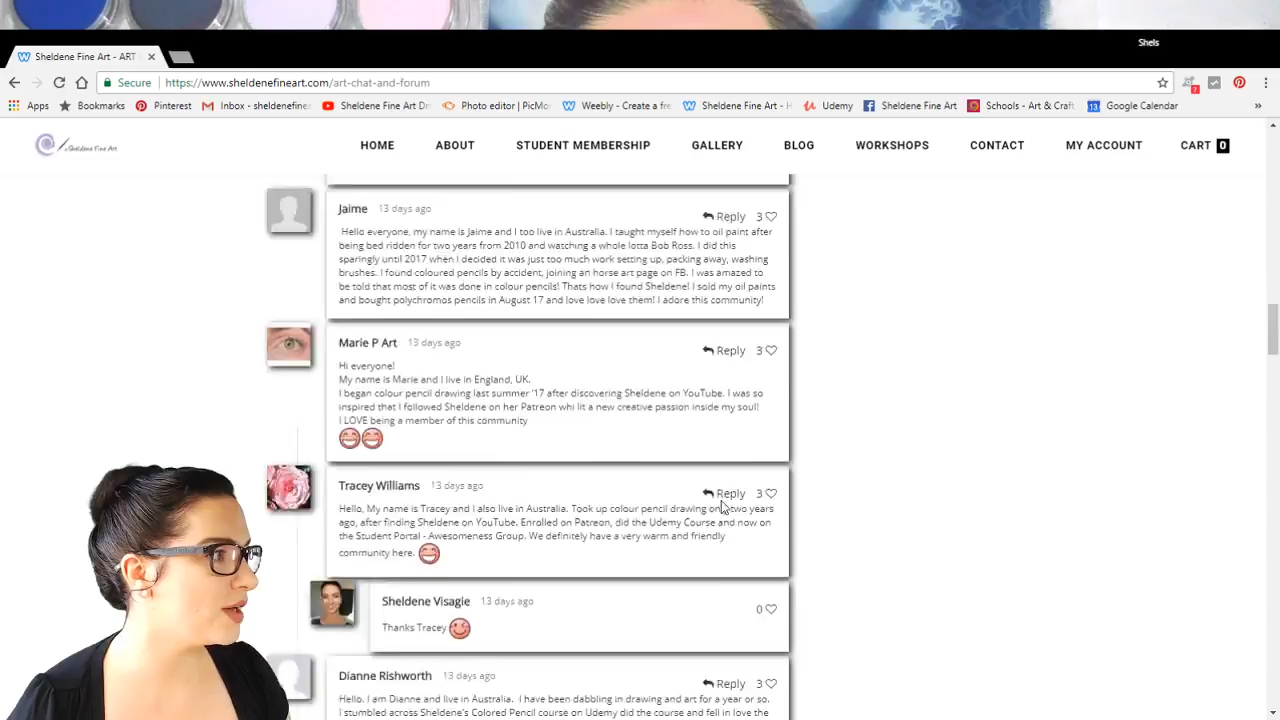 Shels
Sheldene Fine Art - ART
Secure https://www.sheldenefineart.com/art-chat-and-forum
7
Apps Bookmarks Pinterest Inbox - sheldenefine Sheldene Fine Art Photo editor | PicMo Weebly - Create a fre Sheldene Fine Art - H Udemy Sheldene Fine Art Schools - Art & Craft Google Calendar »
Sheldene Fine Art HOME ABOUT STUDENT MEMBERSHIP GALLERY BLOG WORKSHOPS CONTACT MY ACCOUNT CART 0
Jaime 13 days ago
Reply 3
Hello everyone, my name is Jaime and I too live in Australia. I taught myself how to oil paint after
being bed ridden for two years from 2010 and watching a whole lotta Bob Ross. I did this
sparingly until 2017 when I decided it was just too much work setting up, packing away, washing
brushes. I found coloured pencils by accident, joining an horse art page on FB. I was amazed to
be told that most of it was done in colour pencils! Thats how I found Sheldene! I sold my oil paints
and bought polychromos pencils in August 17 and love love love them! I adore this community!
Marie P Art 13 days ago
Reply 3
Hi everyone!
My name is Marie and I live in England, UK.
I began colour pencil drawing last summer '17 after discovering Sheldene on YouTube. I was so
inspired that I followed Sheldene on her Patreon whi lit a new creative passion inside my soul!
I LOVE being a member of this community
Tracey Williams 13 days ago
Reply 3
Hello, My name is Tracey and I also live in Australia. Took up colour pencil drawing two years
ago, after finding Sheldene on YouTube. Enrolled on Patreon, did the Udemy Course and now on
the Student Portal - Awesomeness Group. We definitely have a very warm and friendly
community here.
Sheldene Visagie 13 days ago
0
Thanks Tracey
Dianne Rishworth 13 days ago
Reply 3
Hello. I am Dianne and live in Australia. I have been dabbling in drawing and art for a year or so.
I stumbled across Sheldene's Colored Pencil course on Udemy did the course and fell in love the